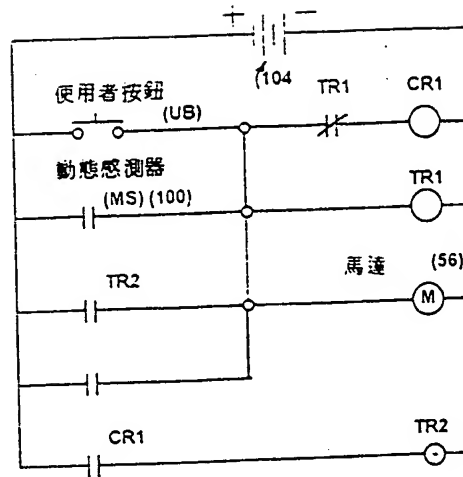 + −
(104
TR1 CR1
使用者按鈕
(UB)
動態感測器
(MS) (100)
TR1
TR2
馬達 (56)
M
CR1 TR2